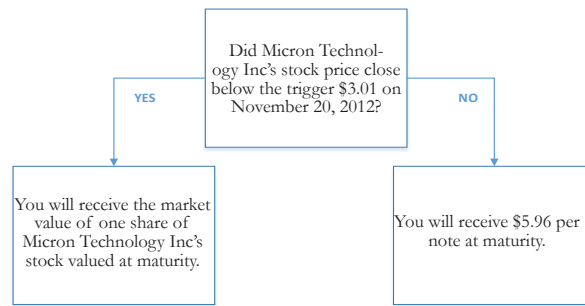 Did Micron Technol-
ogy Inc's stock price close
below the trigger $3.01 on
November 20, 2012?
YES
NO
You will receive the market
value of one share of
Micron Technology Inc's
stock valued at maturity.
You will receive $5.96 per
note at maturity.